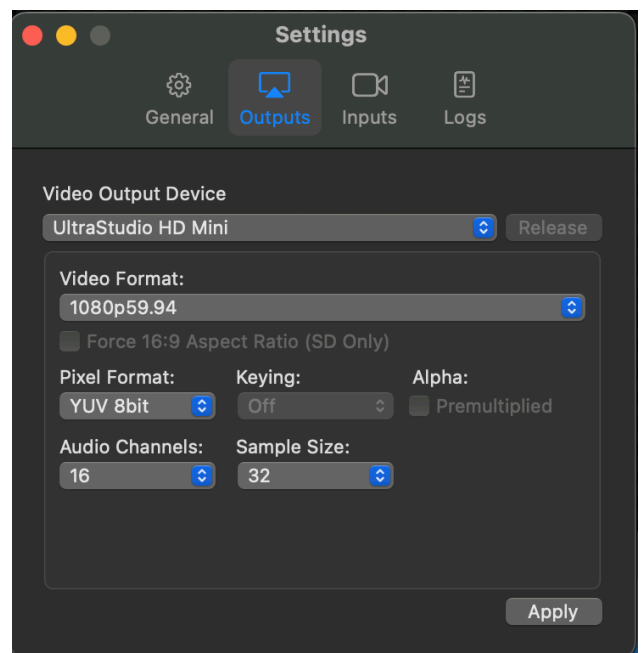 Settings
General Outputs Inputs Logs
Video Output Device
UltraStudio HD Mini Release
Video Format:
1080p59.94
Force 16:9 Aspect Ratio (SD Only)
Pixel Format: Keying: Alpha:
YUV 8bit Off Premultiplied
Audio Channels: Sample Size:
16 32
Apply